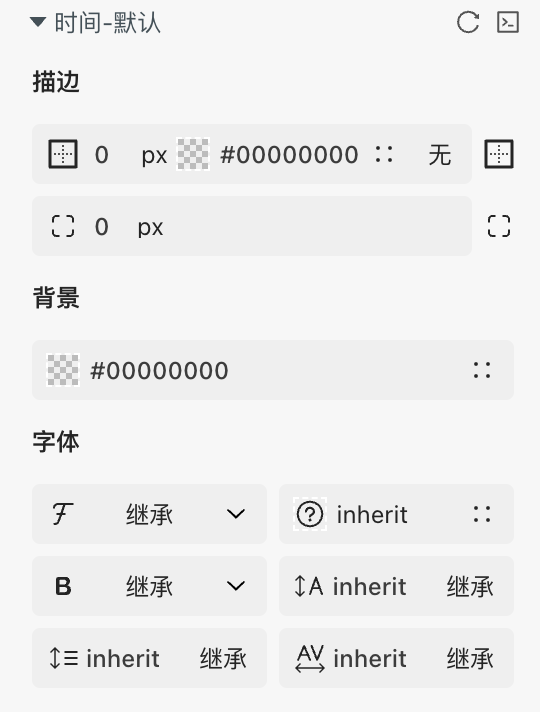 时间-默认
描边
0 px #00000000 无
0 px
背景
#00000000
字体
继承 inherit
B 继承 A inherit 继承
inherit 继承 AV inherit 继承